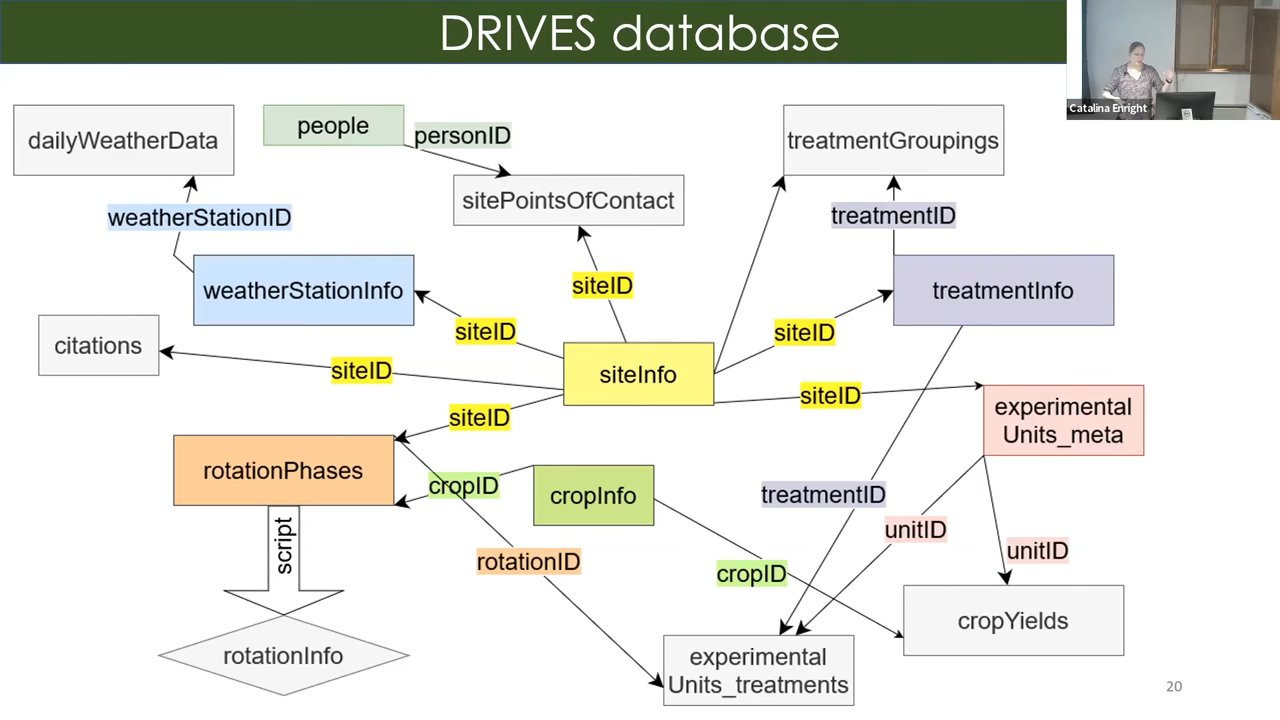 DRIVES database
Catalina Enright
dailyWeatherData
people
personID
treatmentGroupings
sitePointsOfContact
weatherStationID
treatmentID
weatherStationInfo
siteID
treatmentInfo
siteID
siteID
citations
siteID
siteInfo
siteID
experimental
Units_meta
siteID
rotationPhases
cropID
cropInfo
treatmentID
unitID
script
rotationID
cropID
unitID
cropYields
rotationInfo
experimental
Units_treatments
20